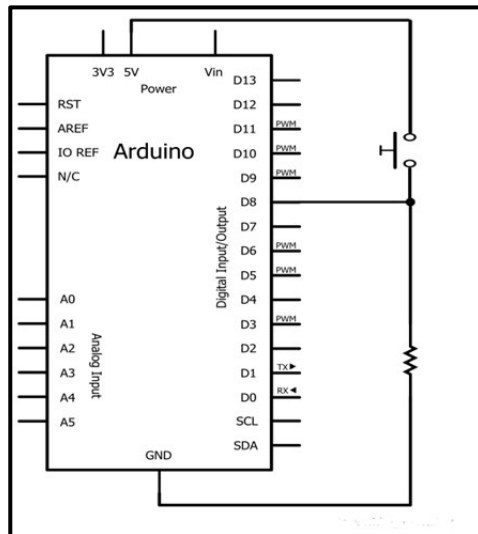 3V3 5V Vin
Power
Arduino
RST
AREF
IO REF
N/C
A0
A1
A2
A3
A4
A5
Analog Input
D13
D12
D11 PWM
D10 PWM
D9 PWM
D8
D7
D6 PWM
D5 PWM
D4
D3 PWM
D2
D1 TX▶
D0 RX◀
SCL
SDA
Digital Input/Output
GND